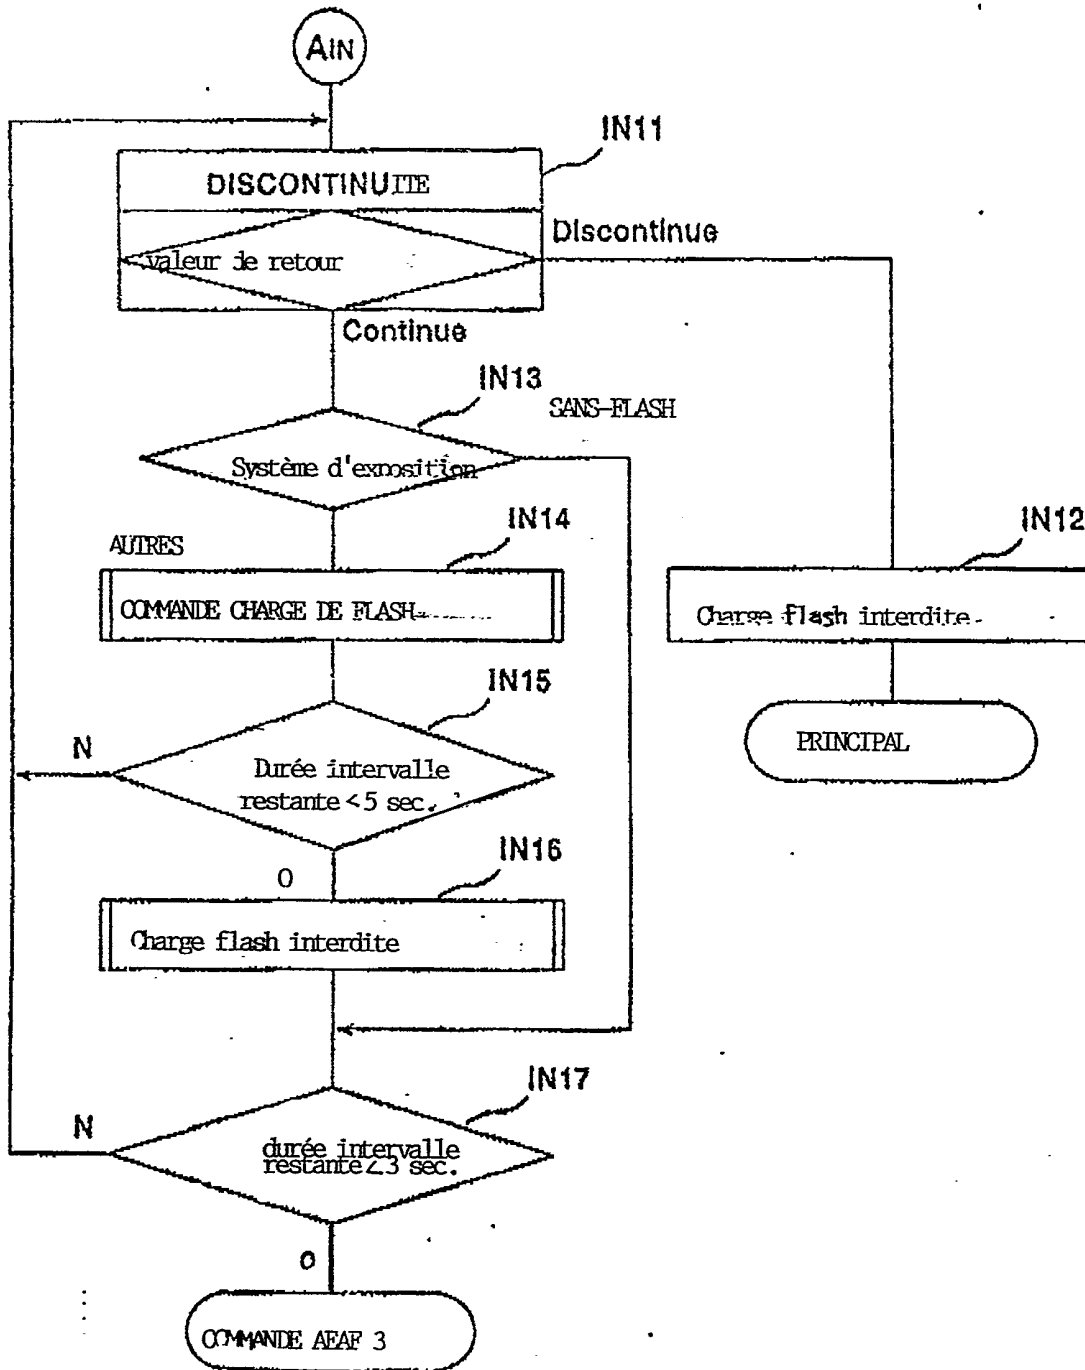 AIN
IN11
DISCONTINUITE
Discontinue
valeur de retour
Continue
IN13
SANS-FLASH
Système d'exposition
IN14
IN12
AUTRES
COMMANDE CHARGE DE FLASH
Charge flash interdite
IN15
N
PRINCIPAL
Durée intervalle
restante <5 sec.
IN16
O
Charge flash interdite
IN17
N
durée intervalle
restante <3 sec.
O
COMMANDE AEAF 3